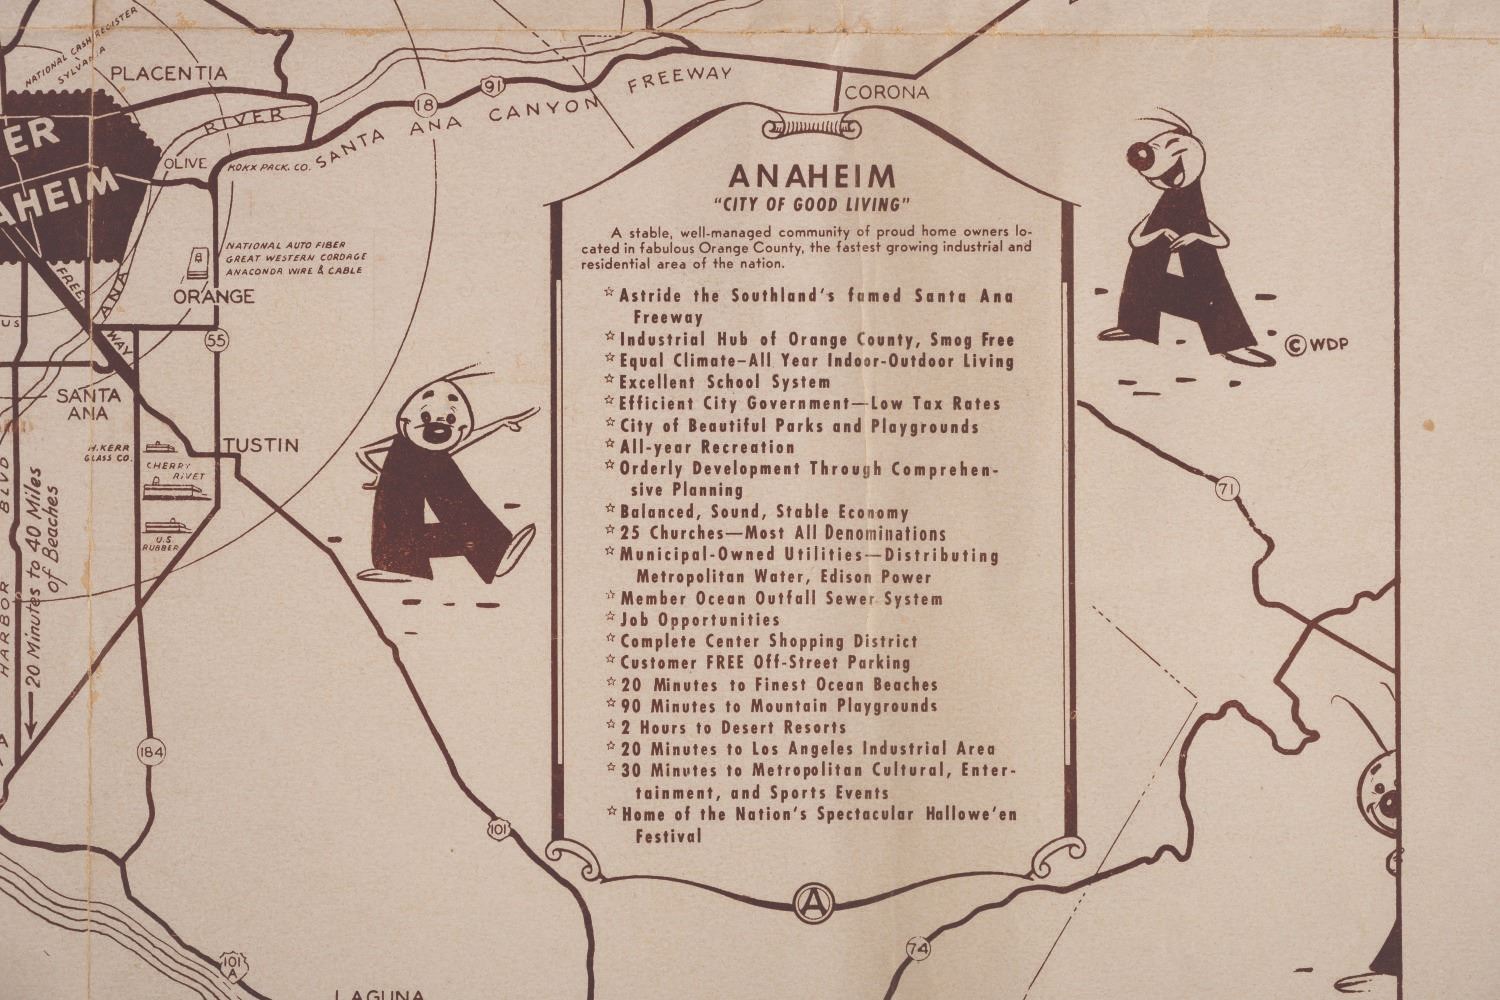 NATIONAL CASH REGISTER
SYLVANIA
PLACENTIA
ER
AHEIM
RIVER
OLIVE
KOKX PACK. CO.
18
91
SANTA ANA CANYON FREEWAY
CORONA
NATIONAL AUTO FIBER
GREAT WESTERN CORDAGE
ANACONDA WIRE & CABLE
ORANGE
FREE
WAY
ANA
US
55
SANTA
ANA
H. KERR
GLASS CO.
TUSTIN
CHERRY
RIVET
U.S.
RUBBER
BLVD
HARBOR
20 Minutes to 40 Miles
of Beaches
A
184
101
101
A
LAGUNA
ANAHEIM
"CITY OF GOOD LIVING"
A stable, well-managed community of proud home owners lo-
cated in fabulous Orange County, the fastest growing industrial and
residential area of the nation.
☆ Astride the Southland's famed Santa Ana
Freeway
☆ Industrial Hub of Orange County, Smog Free
☆ Equal Climate—All Year Indoor-Outdoor Living
☆ Excellent School System
☆ Efficient City Government—Low Tax Rates
☆ City of Beautiful Parks and Playgrounds
☆ All-year Recreation
☆ Orderly Development Through Comprehen-
sive Planning
☆ Balanced, Sound, Stable Economy
☆ 25 Churches—Most All Denominations
☆ Municipal-Owned Utilities—Distributing
Metropolitan Water, Edison Power
☆ Member Ocean Outfall Sewer System
☆ Job Opportunities
☆ Complete Center Shopping District
☆ Customer FREE Off-Street Parking
☆ 20 Minutes to Finest Ocean Beaches
☆ 90 Minutes to Mountain Playgrounds
☆ 2 Hours to Desert Resorts
☆ 20 Minutes to Los Angeles Industrial Area
☆ 30 Minutes to Metropolitan Cultural, Enter-
tainment, and Sports Events
☆ Home of the Nation's Spectacular Hallowe'en
Festival
A
© WDP
71
74